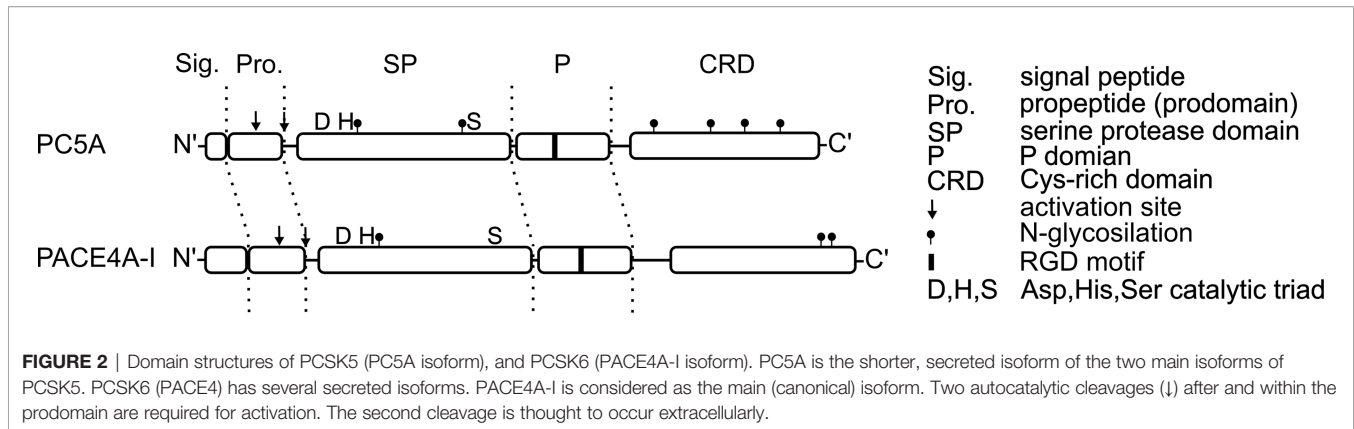 Sig. Pro. SP P CRD
D H S
PC5A N' C'
D H S
PACE4A-I N' C'
Sig. signal peptide
Pro. propeptide (prodomain)
SP serine protease domain
P P domian
CRD Cys-rich domain
↓ activation site
N-glycosilation
RGD motif
D,H,S Asp,His,Ser catalytic triad
FIGURE 2 | Domain structures of PCSK5 (PC5A isoform), and PCSK6 (PACE4A-I isoform). PC5A is the shorter, secreted isoform of the two main isoforms of
PCSK5. PCSK6 (PACE4) has several secreted isoforms. PACE4A-I is considered as the main (canonical) isoform. Two autocatalytic cleavages (↓) after and within the
prodomain are required for activation. The second cleavage is thought to occur extracellularly.